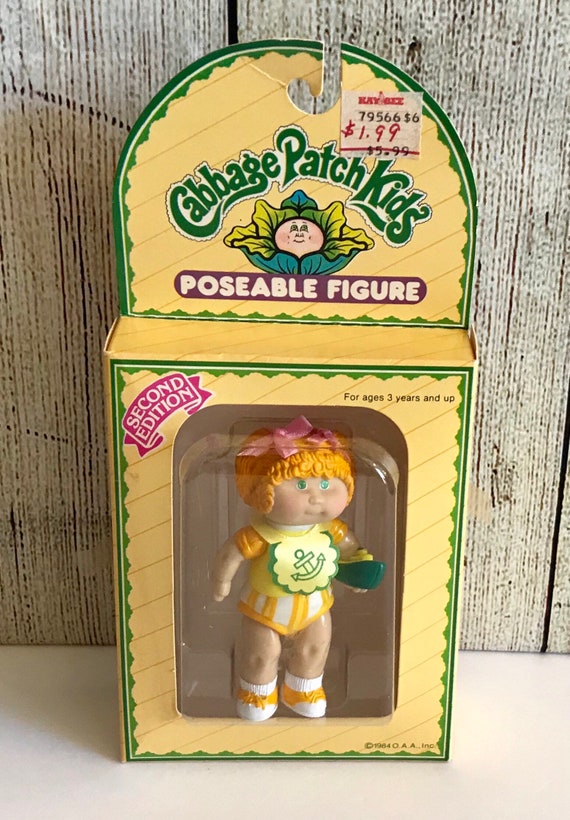 KAY BEE
79566 $6
$1.99
$5.99
Cabbage Patch Kids
POSEABLE FIGURE
SECOND
EDITION
For ages 3 years and up
©1984 O.A.A., Inc.